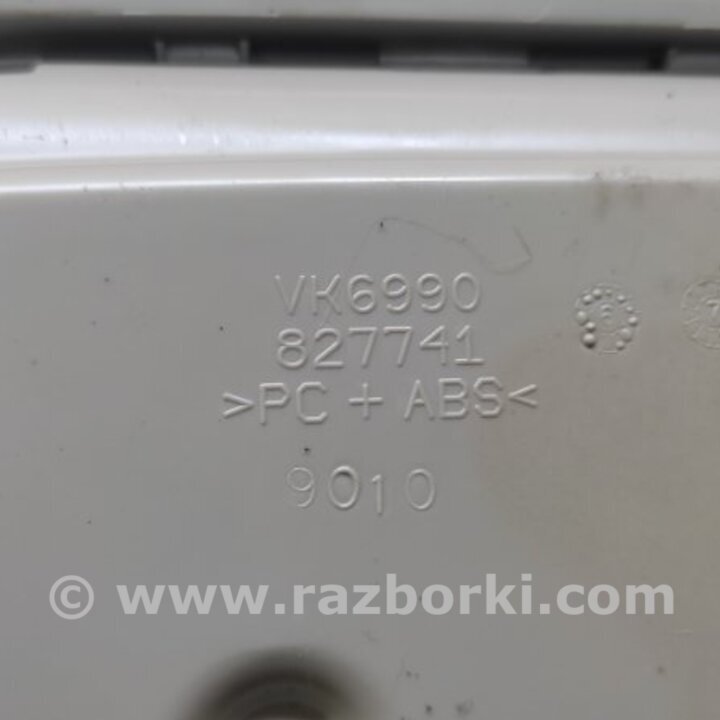 VK6990
827741
>PC + ABS<
9010
© www.razborki.com